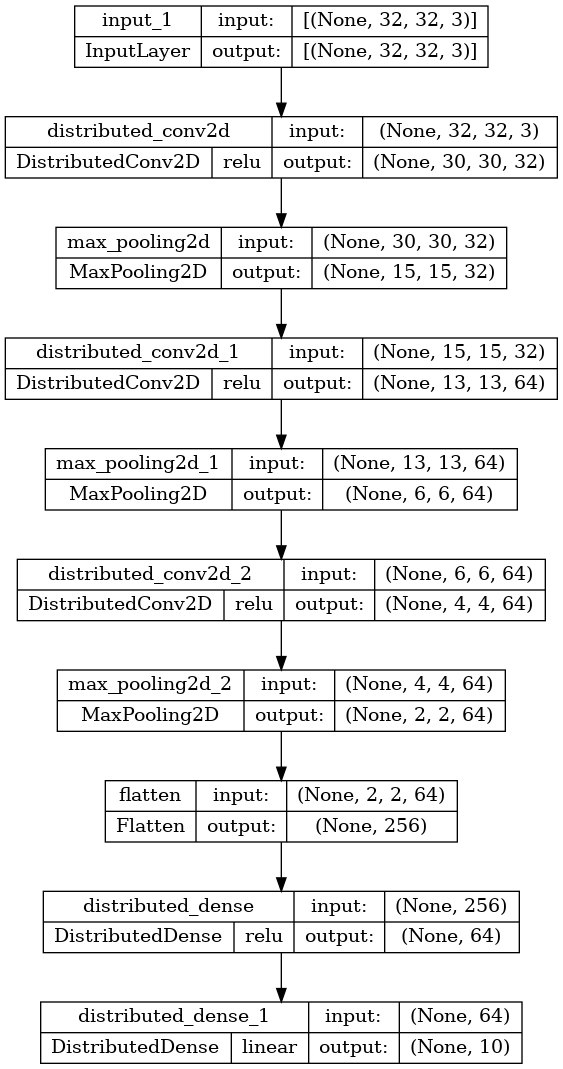 input_1 input: [(None, 32, 32, 3)]
InputLayer output: [(None, 32, 32, 3)]
distributed_conv2d input: (None, 32, 32, 3)
DistributedConv2D relu output: (None, 30, 30, 32)
max_pooling2d input: (None, 30, 30, 32)
MaxPooling2D output: (None, 15, 15, 32)
distributed_conv2d_1 input: (None, 15, 15, 32)
DistributedConv2D relu output: (None, 13, 13, 64)
max_pooling2d_1 input: (None, 13, 13, 64)
MaxPooling2D output: (None, 6, 6, 64)
distributed_conv2d_2 input: (None, 6, 6, 64)
DistributedConv2D relu output: (None, 4, 4, 64)
max_pooling2d_2 input: (None, 4, 4, 64)
MaxPooling2D output: (None, 2, 2, 64)
flatten input: (None, 2, 2, 64)
Flatten output: (None, 256)
distributed_dense input: (None, 256)
DistributedDense relu output: (None, 64)
distributed_dense_1 input: (None, 64)
DistributedDense linear output: (None, 10)